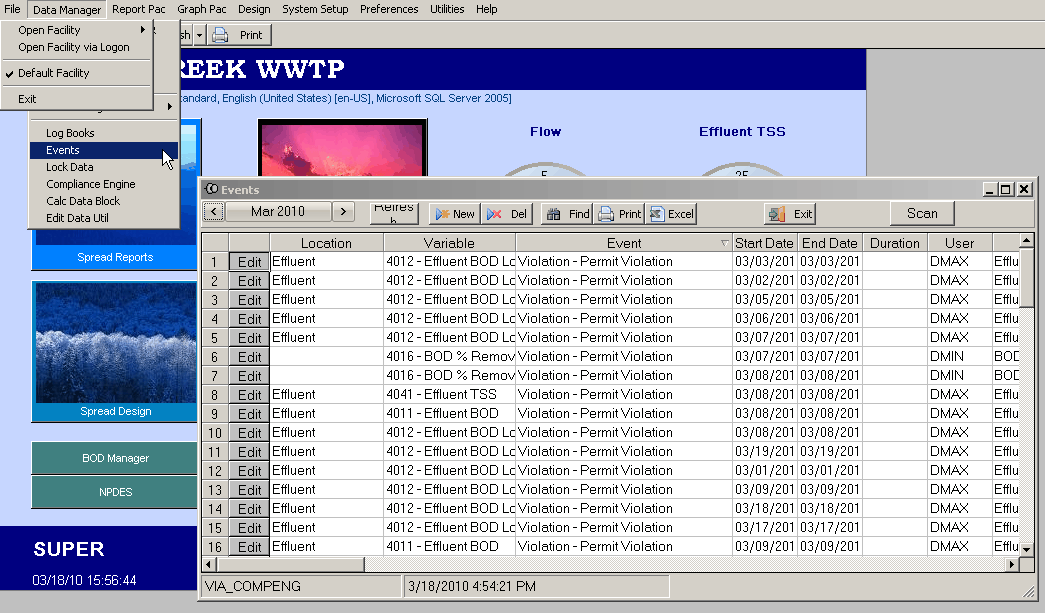 File Data Manager Report Pac Graph Pac Design System Setup Preferences Utilities Help
Open Facility
Open Facility via Logon
Default Facility
Exit
Print
REEK WWTP
andard, English (United States) [en-US], Microsoft SQL Server 2005]
Log Books
Events
Lock Data
Compliance Engine
Calc Data Block
Edit Data Util
Flow
Effluent TSS
Spread Reports
Spread Design
BOD Manager
NPDES
SUPER
03/18/10 15:56:44
Events
< Mar 2010 > Refres h New Del Find Print Excel Exit Scan
Location Variable Event Start Date End Date Duration User
1 Edit Effluent 4012 - Effluent BOD Lo Violation - Permit Violation 03/03/201 03/03/201 DMAX Efflu
2 Edit Effluent 4012 - Effluent BOD Lo Violation - Permit Violation 03/02/201 03/02/201 DMAX Efflu
3 Edit Effluent 4012 - Effluent BOD Lo Violation - Permit Violation 03/05/201 03/05/201 DMAX Efflu
4 Edit Effluent 4012 - Effluent BOD Lo Violation - Permit Violation 03/06/201 03/06/201 DMAX Efflu
5 Edit Effluent 4012 - Effluent BOD Lo Violation - Permit Violation 03/07/201 03/07/201 DMAX Efflu
6 Edit 4016 - BOD % Remov Violation - Permit Violation 03/07/201 03/07/201 DMIN BOD
7 Edit 4016 - BOD % Remov Violation - Permit Violation 03/08/201 03/08/201 DMIN BOD
8 Edit Effluent 4041 - Effluent TSS Violation - Permit Violation 03/08/201 03/08/201 DMAX Efflu
9 Edit Effluent 4011 - Effluent BOD Violation - Permit Violation 03/08/201 03/08/201 DMAX Efflu
10 Edit Effluent 4012 - Effluent BOD Lo Violation - Permit Violation 03/08/201 03/08/201 DMAX Efflu
11 Edit Effluent 4012 - Effluent BOD Lo Violation - Permit Violation 03/19/201 03/19/201 DMAX Efflu
12 Edit Effluent 4012 - Effluent BOD Lo Violation - Permit Violation 03/01/201 03/01/201 DMAX Efflu
13 Edit Effluent 4012 - Effluent BOD Lo Violation - Permit Violation 03/09/201 03/09/201 DMAX Efflu
14 Edit Effluent 4012 - Effluent BOD Lo Violation - Permit Violation 03/18/201 03/18/201 DMAX Efflu
15 Edit Effluent 4012 - Effluent BOD Lo Violation - Permit Violation 03/17/201 03/17/201 DMAX Efflu
16 Edit Effluent 4011 - Effluent BOD Violation - Permit Violation 03/09/201 03/09/201 DMAX Efflu
VIA_COMPENG 3/18/2010 4:54:21 PM